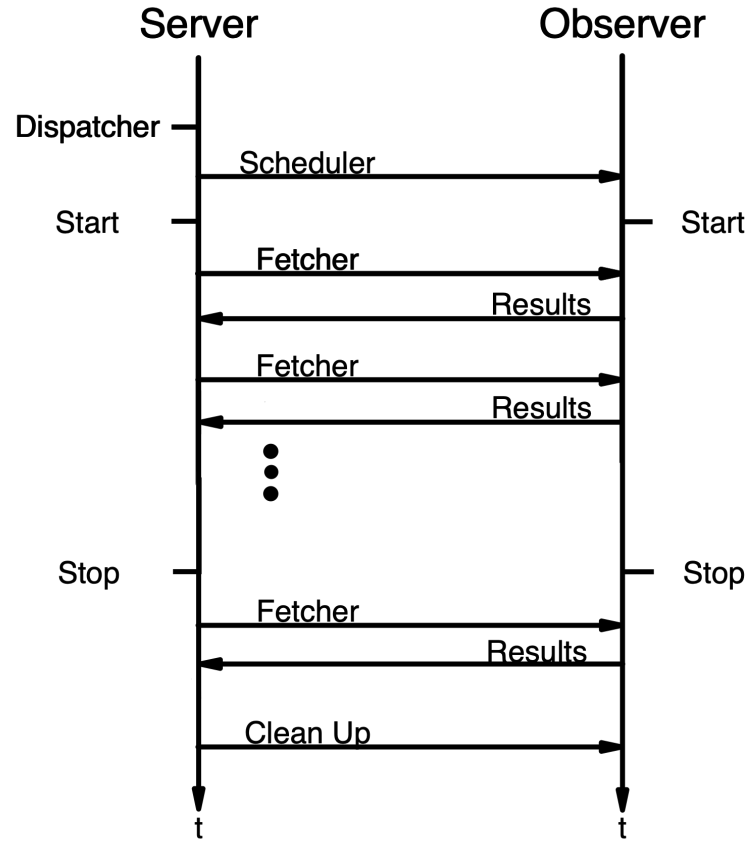 Server
Observer
Dispatcher
Scheduler
Start
Start
Fetcher
Results
Fetcher
Results
Stop
Stop
Fetcher
Results
Clean Up
t
t